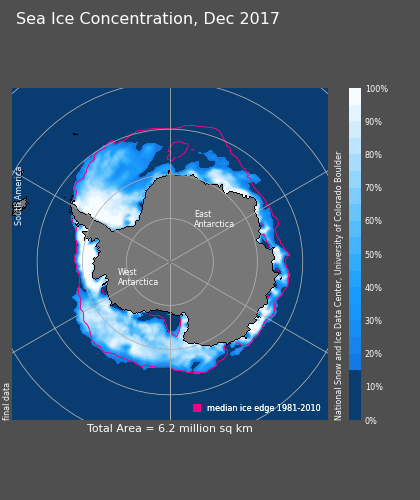 Sea Ice Concentration, Dec 2017
South America
East
Antarctica
West
Antarctica
median ice edge 1981-2010
final data
Total Area = 6.2 million sq km
National Snow and Ice Data Center, University of Colorado Boulder
100%
90%
80%
70%
60%
50%
40%
30%
20%
10%
0%